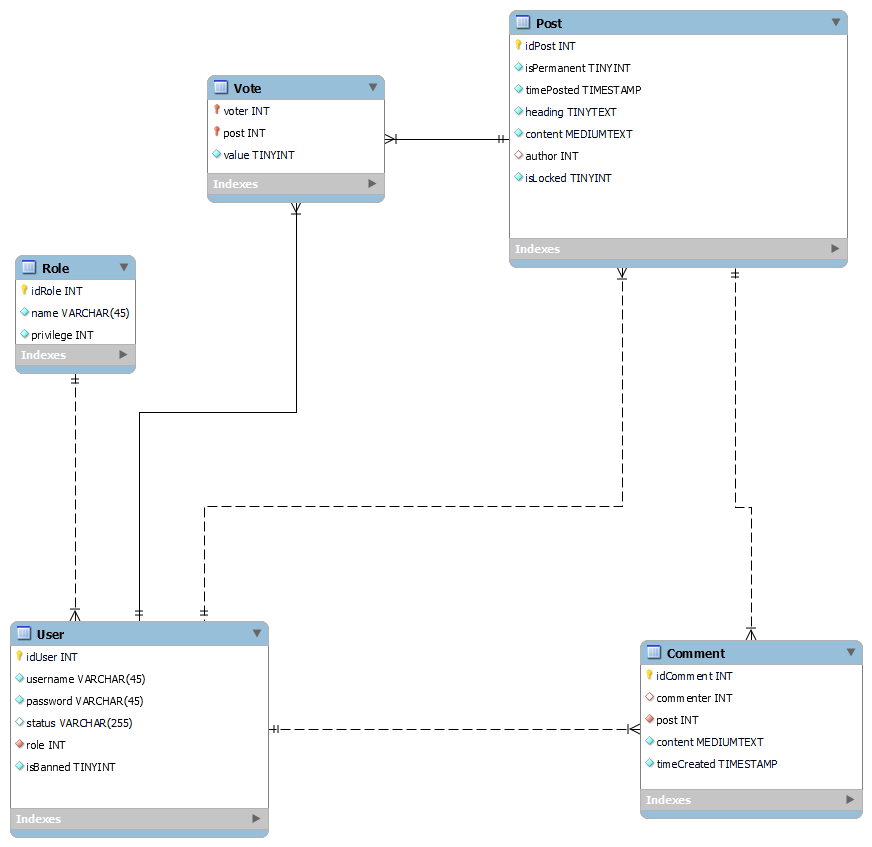 Post
idPost INT
isPermanent TINYINT
timePosted TIMESTAMP
heading TINYTEXT
content MEDIUMTEXT
author INT
isLocked TINYINT
Indexes
Vote
voter INT
post INT
value TINYINT
Indexes
Role
idRole INT
name VARCHAR(45)
privilege INT
Indexes
User
idUser INT
username VARCHAR(45)
password VARCHAR(45)
status VARCHAR(255)
role INT
isBanned TINYINT
Indexes
Comment
idComment INT
commenter INT
post INT
content MEDIUMTEXT
timeCreated TIMESTAMP
Indexes